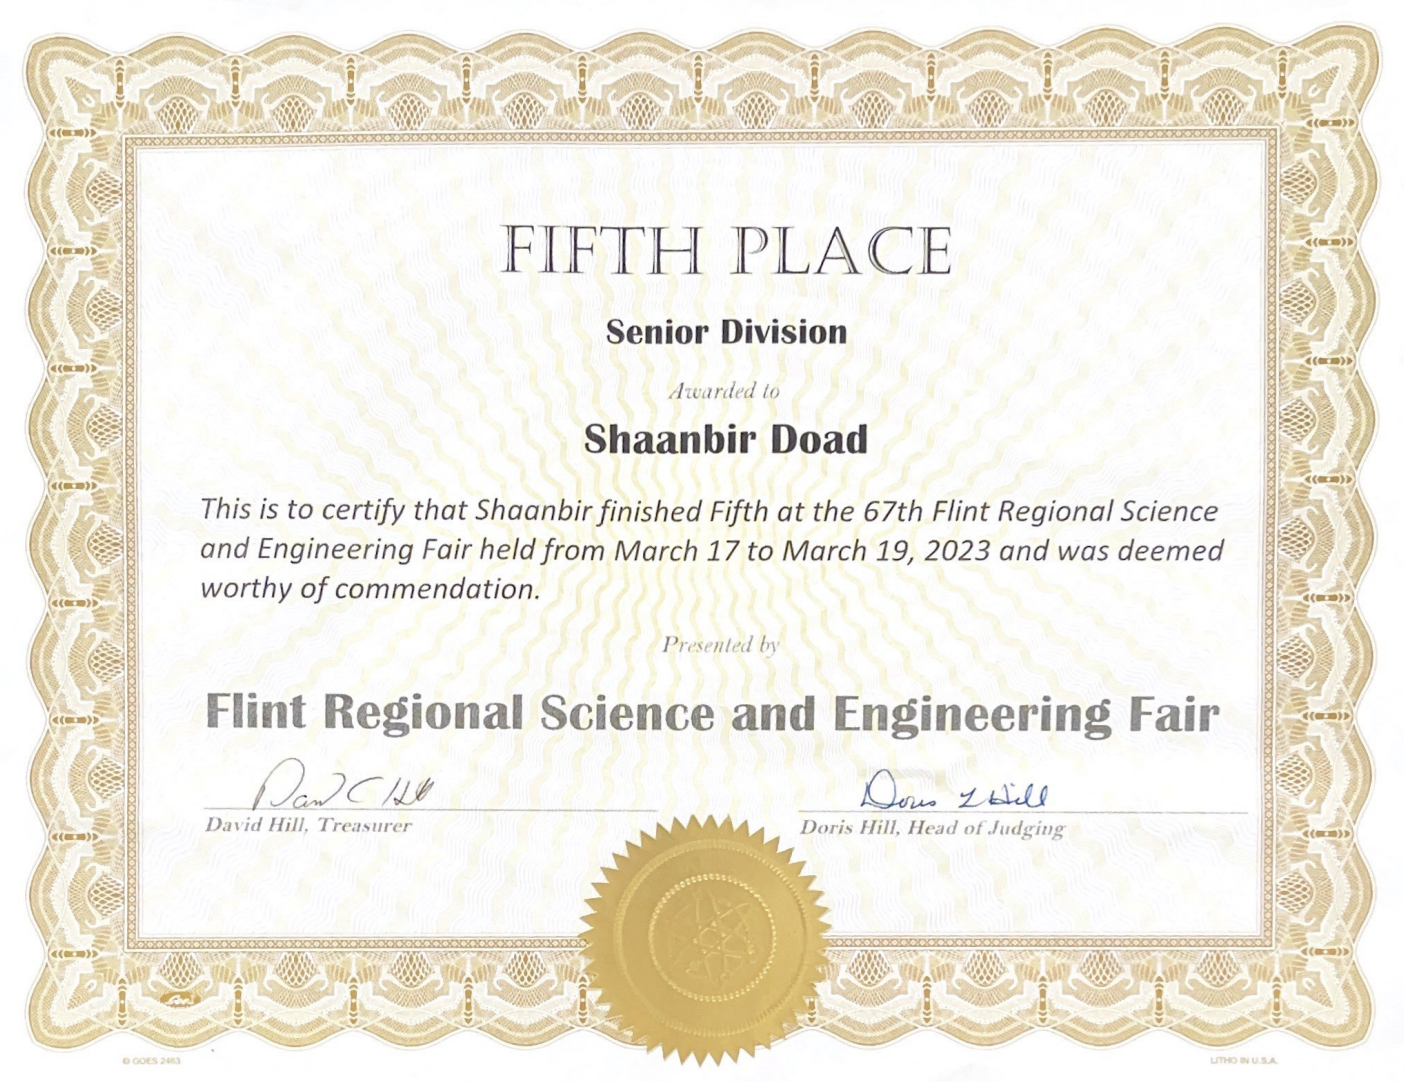 FIFTH PLACE
Senior Division
Awarded to
Shaanbir Doad
This is to certify that Shaanbir finished Fifth at the 67th Flint Regional Science
and Engineering Fair held from March 17 to March 19, 2023 and was deemed
worthy of commendation.
Presented by
Flint Regional Science and Engineering Fair
David C Hill
Doris L Hill
David Hill, Treasurer
Doris Hill, Head of Judging
Goes
© GOES 2463
LITHO IN U.S.A.